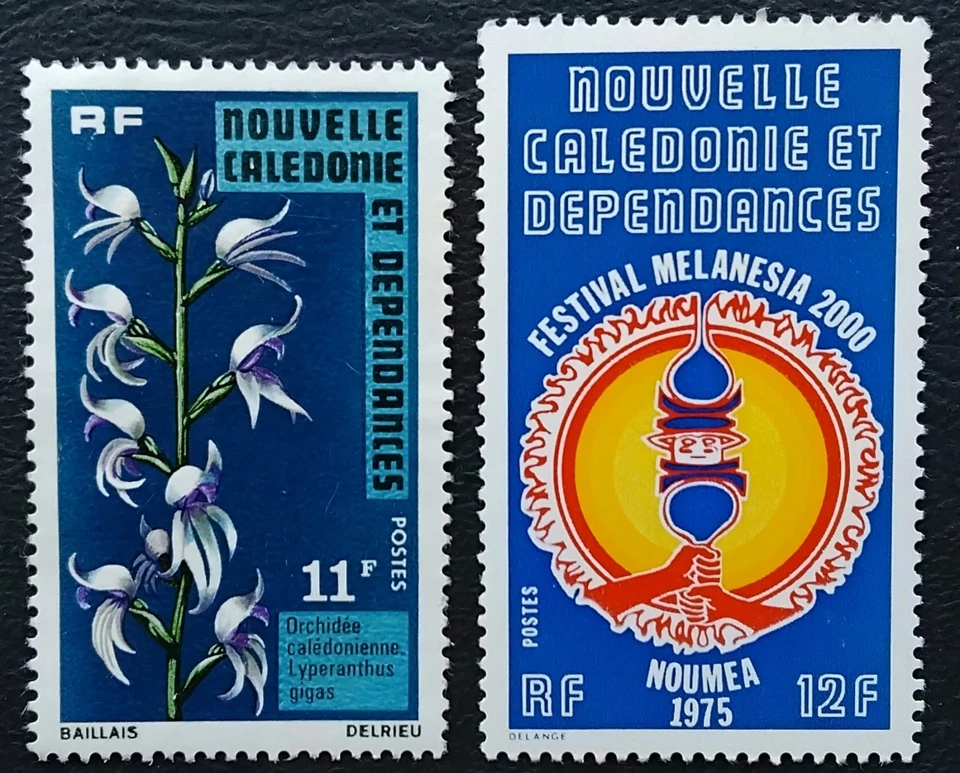 RF
NOUVELLE
CALEDONIE
ET DEPENDANCES
POSTES
11F
Orchidée
calédonienne
Lyperanthus
gigas
BAILLAIS DELRIEU
NOUVELLE
CALEDONIE ET
DEPENDANCES
FESTIVAL MELANESIA 2000
POSTES
NOUMEA
1975
RF 12F
DELANGE